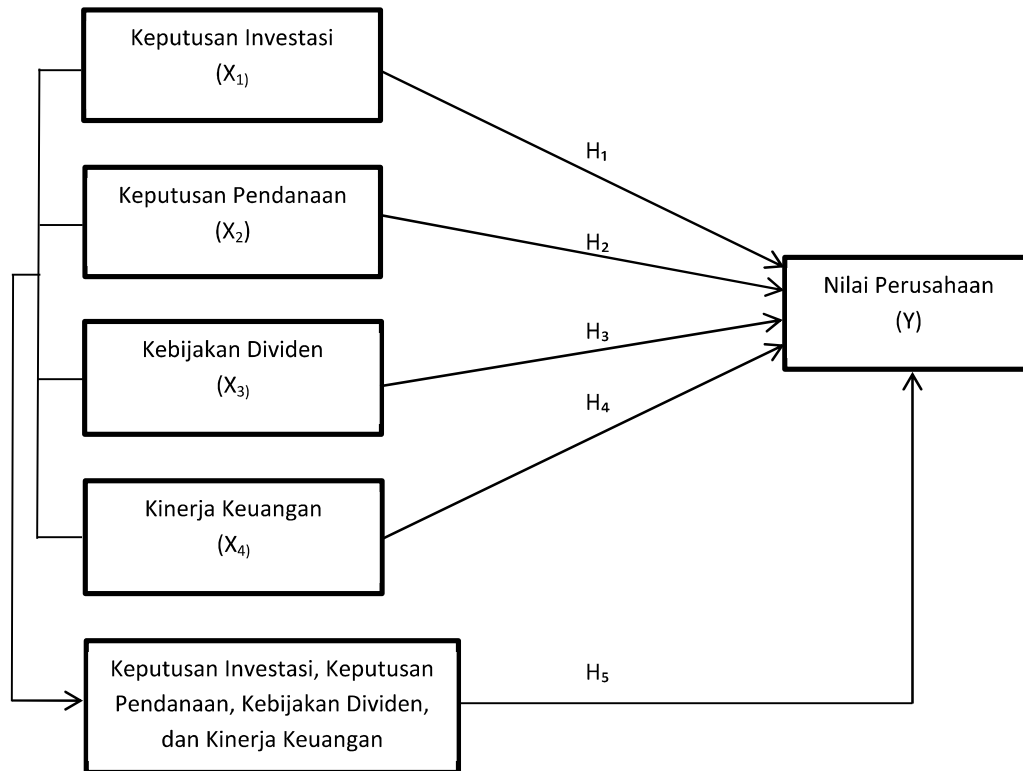 Keputusan Investasi
(X₁₎
H₁
Keputusan Pendanaan
(X₂)
H₂
Nilai Perusahaan
(Y)
Kebijakan Dividen
(X₃₎
H₃
H₄
Kinerja Keuangan
(X₄₎
Keputusan Investasi, Keputusan
Pendanaan, Kebijakan Dividen,
dan Kinerja Keuangan
H₅